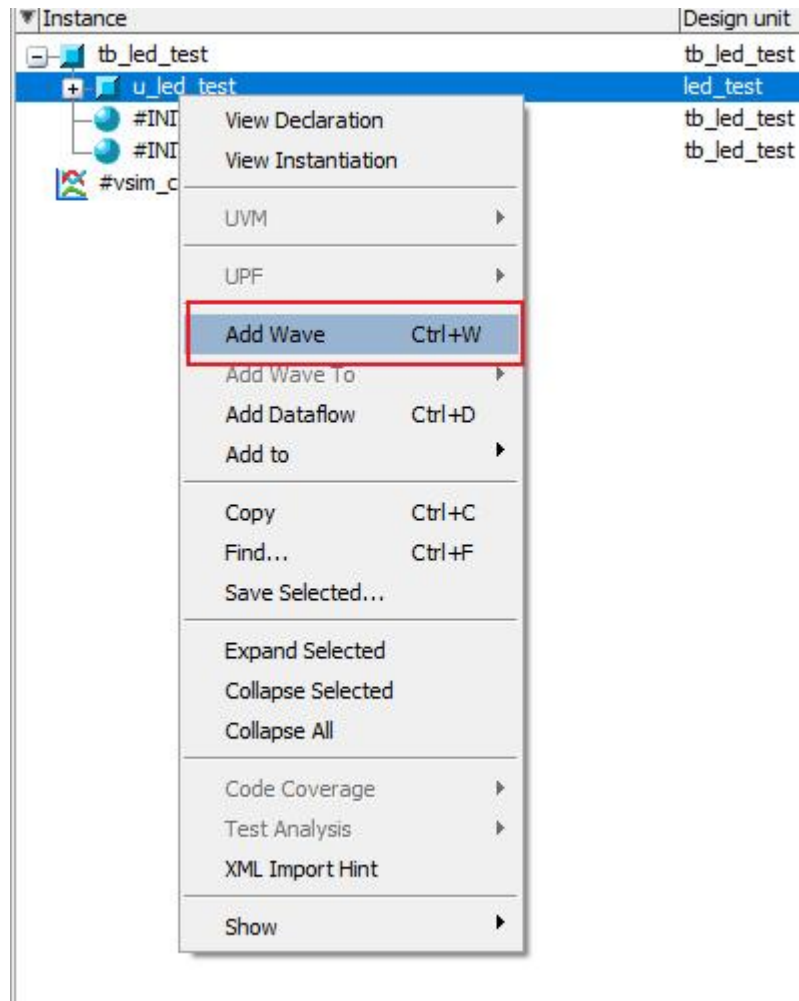 Instance Design unit
tb_led_test tb_led_test
u_led_test led_test
#INI tb_led_test
#INI tb_led_test
#vsim_c
View Declaration
View Instantiation
UVM
UPF
Add Wave Ctrl+W
Add Wave To
Add Dataflow Ctrl+D
Add to
Copy Ctrl+C
Find... Ctrl+F
Save Selected...
Expand Selected
Collapse Selected
Collapse All
Code Coverage
Test Analysis
XML Import Hint
Show